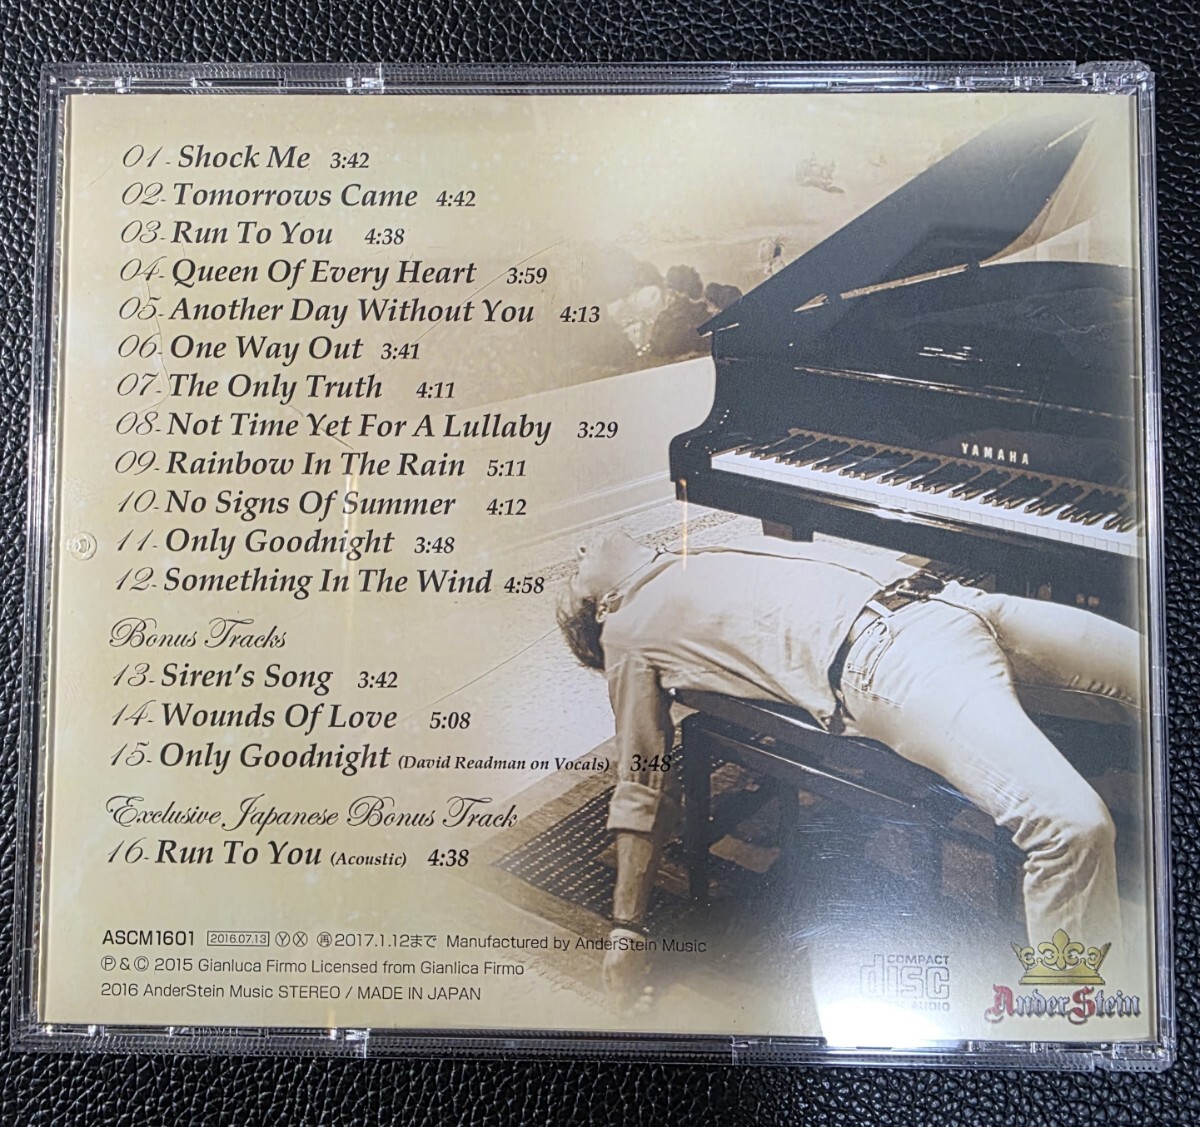 01- Shock Me 3:42
02- Tomorrows Came 4:42
03- Run To You 4:38
04- Queen Of Every Heart 3:59
05- Another Day Without You 4:13
06- One Way Out 3:41
07- The Only Truth 4:11
08- Not Time Yet For A Lullaby 3:29
09- Rainbow In The Rain 5:11
10- No Signs Of Summer 4:12
11- Only Goodnight 3:48
12- Something In The Wind 4:58
Bonus Tracks
13- Siren's Song 3:42
14- Wounds Of Love 5:08
15- Only Goodnight (David Readman on Vocals) 3:48
Exclusive Japanese Bonus Track
16- Run To You (Acoustic) 4:38
YAMAHA
ASCM1601 2016.07.13 Ⓨ Ⓧ ㊢2017.1.12まで Manufactured by AnderStein Music
Ⓟ & © 2015 Gianluca Firmo Licensed from Gianlica Firmo
2016 AnderStein Music STEREO / MADE IN JAPAN
COMPACT
disc
AUDIO
AnderStein